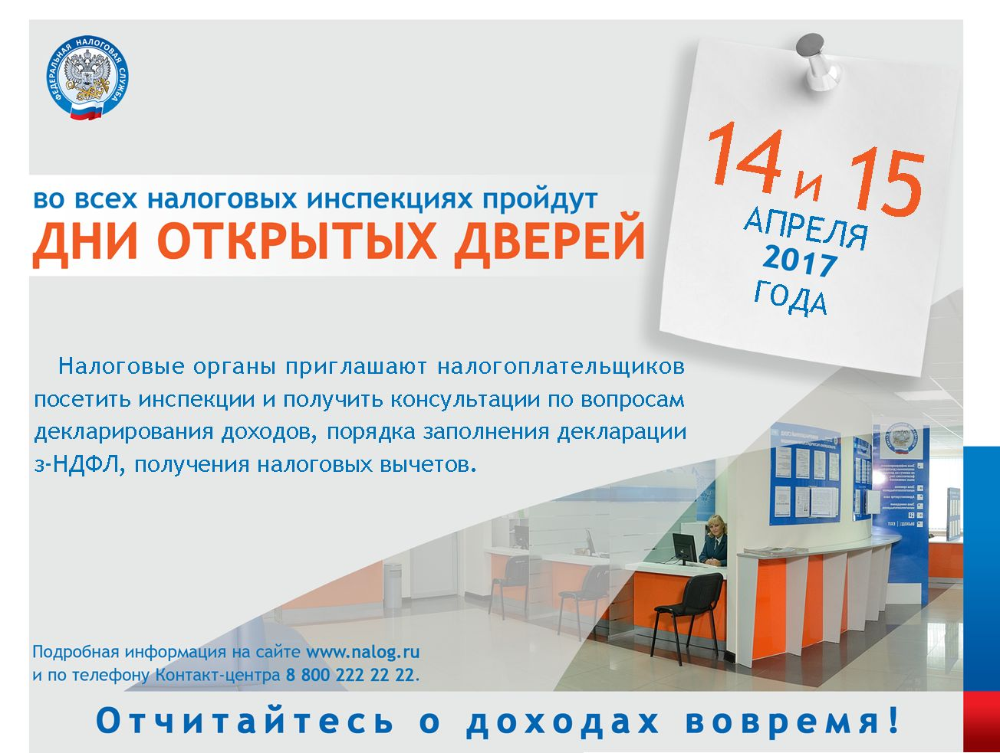 ФЕДЕРАЛЬНАЯ НАЛОГОВАЯ СЛУЖБА
14 и 15
АПРЕЛЯ
2017
ГОДА
во всех налоговых инспекциях пройдут
ДНИ ОТКРЫТЫХ ДВЕРЕЙ
Налоговые органы приглашают налогоплательщиков
посетить инспекции и получить консультации по вопросам
декларирования доходов, порядка заполнения декларации
з-НДФЛ, получения налоговых вычетов.
Подробная информация на сайте www.nalog.ru
и по телефону Контакт-центра 8 800 222 22 22.
Отчитайтесь о доходах вовремя!